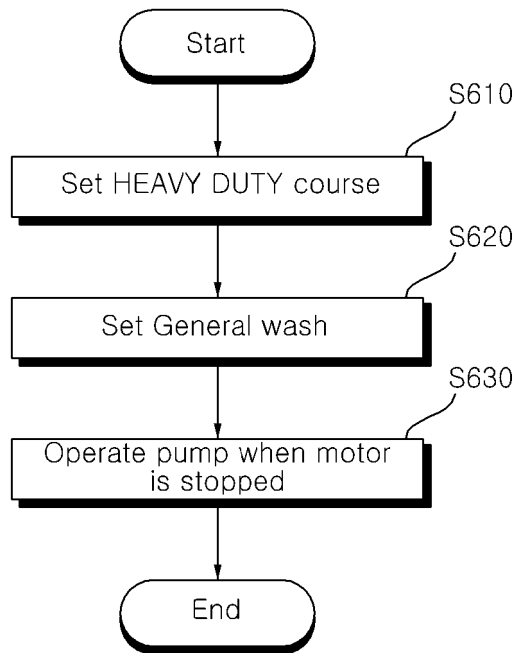 Start
S610
Set HEAVY DUTY course
S620
Set General wash
S630
Operate pump when motor
is stopped
End